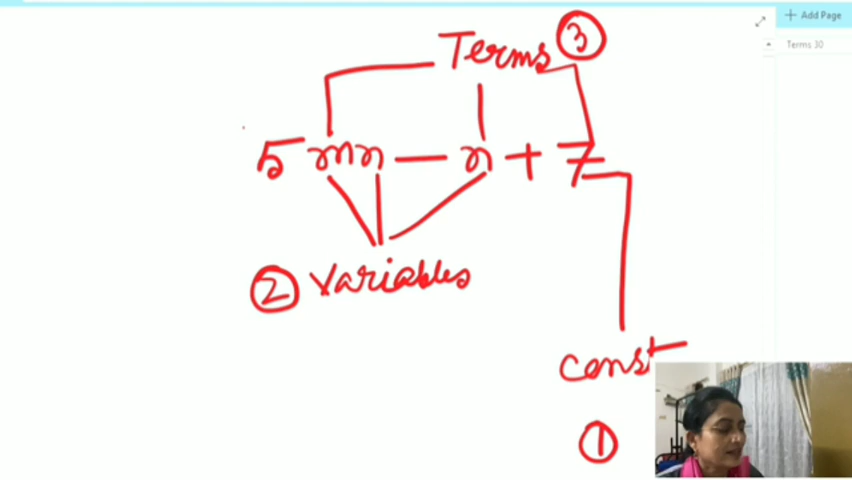 + Add Page
Terms 30
Terms ③
5mn — n + 7
② Variables
Const
①